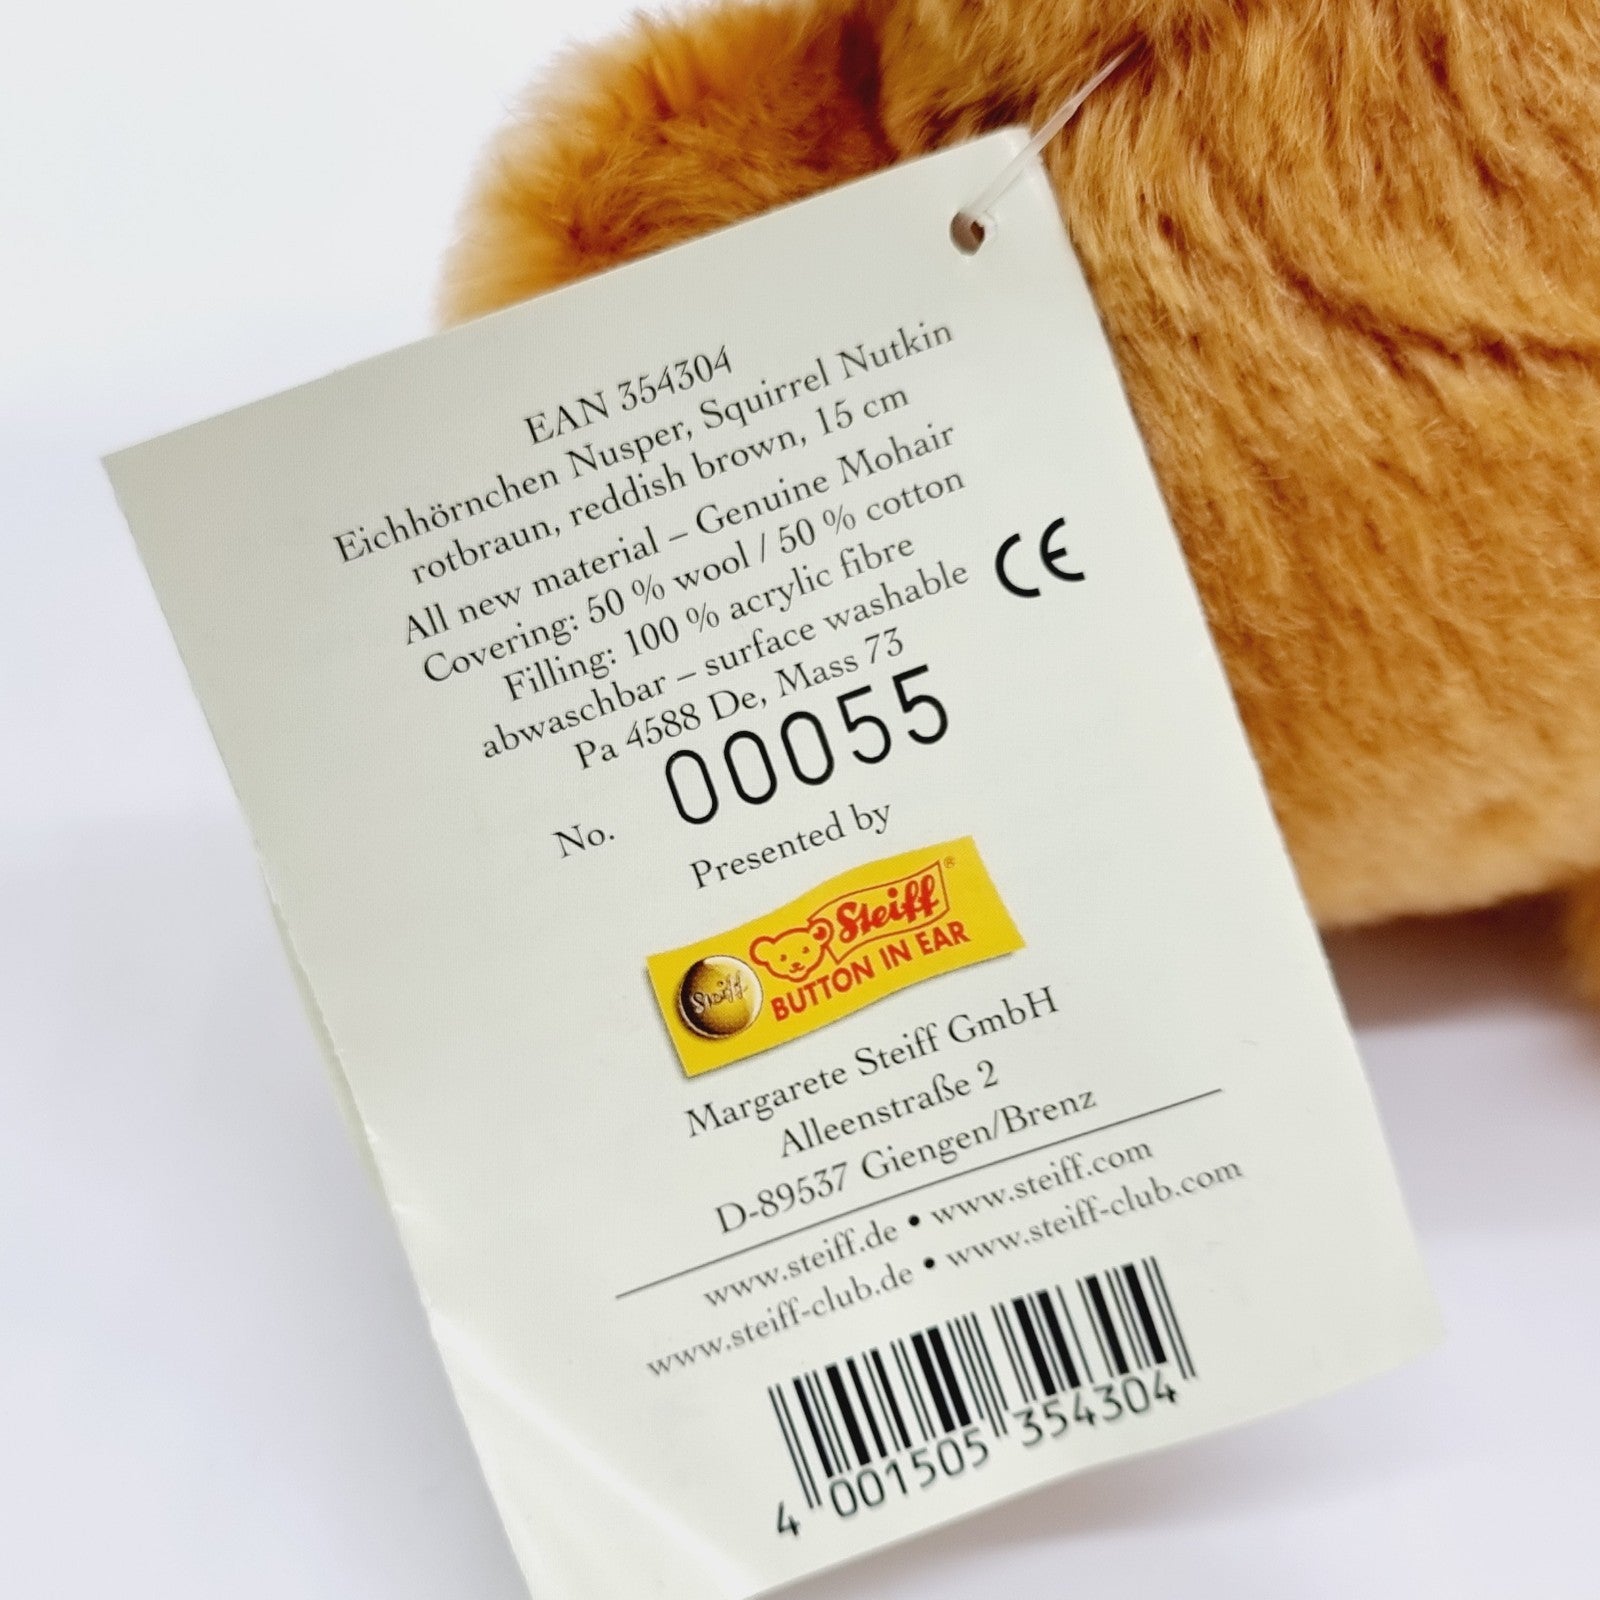 EAN 354304
Eichhörnchen Nusper, Squirrel Nutkin
rotbraun, reddish brown, 15 cm
All new material – Genuine Mohair
Covering: 50 % wool / 50 % cotton
Filling: 100 % acrylic fibre
abwaschbar – surface washable
CE
Pa 4588 De, Mass 73
No. 00055
Presented by
Steiff®
BUTTON IN EAR
Steiff
Margarete Steiff GmbH
Alleenstraße 2
D-89537 Giengen/Brenz
www.steiff.de • www.steiff.com
www.steiff-club.de • www.steiff-club.com
4 001505 354304